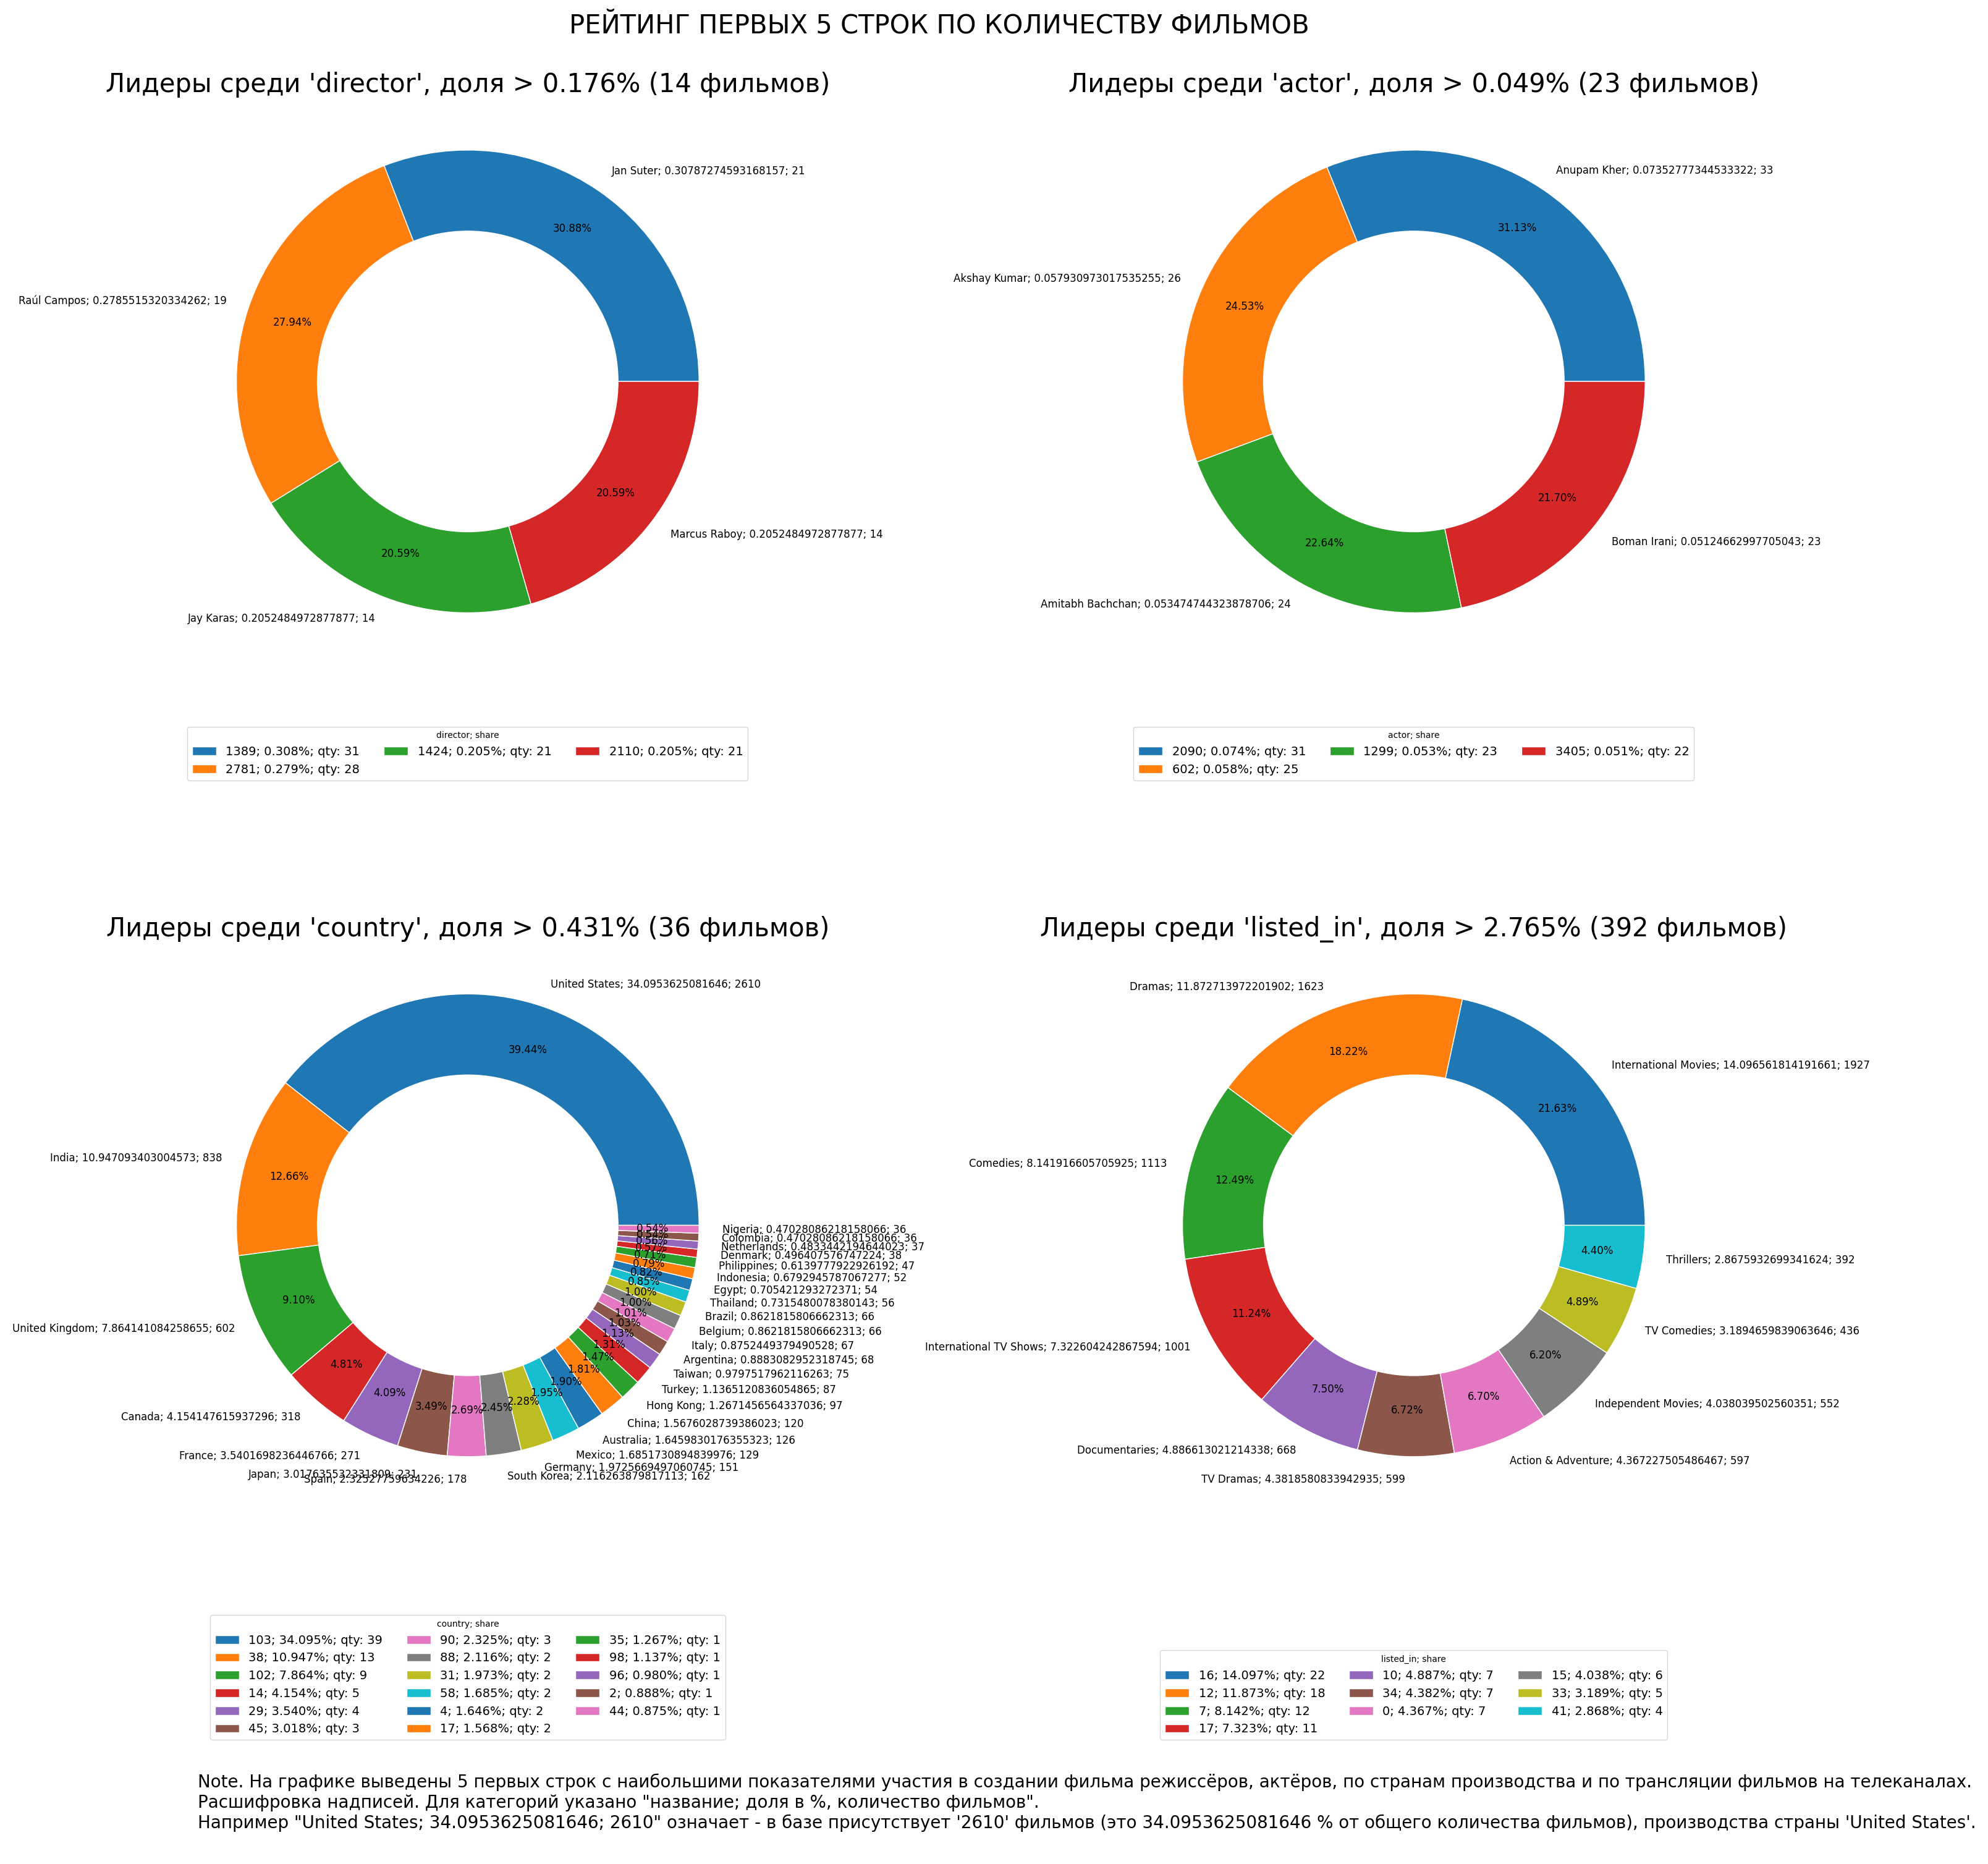 РЕЙТИНГ ПЕРВЫХ 5 СТРОК ПО КОЛИЧЕСТВУ ФИЛЬМОВ
Лидеры среди 'director', доля > 0.176% (14 фильмов)
Jan Suter; 0.30787274593168157; 21
30.88%
Raúl Campos; 0.2785515320334262; 19
27.94%
20.59%
Marcus Raboy; 0.2052484972877877; 14
20.59%
Jay Karas; 0.2052484972877877; 14
director; share
1389; 0.308%; qty: 31
1424; 0.205%; qty: 21
2110; 0.205%; qty: 21
2781; 0.279%; qty: 28
Лидеры среди 'actor', доля > 0.049% (23 фильмов)
Anupam Kher; 0.07352777344533322; 33
31.13%
Akshay Kumar; 0.057930973017535255; 26
24.53%
21.70%
Boman Irani; 0.05124662997705043; 23
22.64%
Amitabh Bachchan; 0.053474744323878706; 24
actor; share
2090; 0.074%; qty: 31
1299; 0.053%; qty: 23
3405; 0.051%; qty: 22
602; 0.058%; qty: 25
Лидеры среди 'country', доля > 0.431% (36 фильмов)
United States; 34.0953625081646; 2610
39.44%
India; 10.947093403004573; 838
12.66%
United Kingdom; 7.864141084258655; 602
9.10%
Canada; 4.154147615937296; 318
4.81%
France; 3.5401698236446766; 271
4.09%
Japan; 3.017635532331809; 231
3.49%
Spain; 2.32527759634226; 178
2.69%
South Korea; 2.116263879817113; 162
2.45%
Germany; 1.9725669497060745; 151
2.28%
Mexico; 1.6851730894839976; 129
1.95%
Australia; 1.6459830176355323; 126
1.90%
China; 1.5676028739386023; 120
1.81%
Hong Kong; 1.2671456564337036; 97
1.47%
Turkey; 1.1365120836054865; 87
1.31%
Taiwan; 0.9797517962116263; 75
1.13%
Argentina; 0.8883082952318745; 68
1.03%
Italy; 0.8752449379490528; 67
1.01%
Belgium; 0.8621815806662313; 66
1.00%
Brazil; 0.8621815806662313; 66
1.00%
Thailand; 0.7315480078380143; 56
0.85%
Egypt; 0.705421293272371; 54
0.82%
Indonesia; 0.6792945787067277; 52
0.79%
Philippines; 0.6139777922926192; 47
0.71%
Denmark; 0.496407576747224; 38
0.57%
Netherlands; 0.4833442194644023; 37
0.56%
Colombia; 0.47028086218158066; 36
0.54%
Nigeria; 0.47028086218158066; 36
0.54%
country; share
103; 34.095%; qty: 39
90; 2.325%; qty: 3
35; 1.267%; qty: 1
38; 10.947%; qty: 13
88; 2.116%; qty: 2
98; 1.137%; qty: 1
102; 7.864%; qty: 9
31; 1.973%; qty: 2
96; 0.980%; qty: 1
14; 4.154%; qty: 5
58; 1.685%; qty: 2
2; 0.888%; qty: 1
29; 3.540%; qty: 4
4; 1.646%; qty: 2
44; 0.875%; qty: 1
45; 3.018%; qty: 3
17; 1.568%; qty: 2
Лидеры среди 'listed_in', доля > 2.765% (392 фильмов)
Dramas; 11.872713972201902; 1623
18.22%
International Movies; 14.096561814191661; 1927
21.63%
Comedies; 8.141916605705925; 1113
12.49%
International TV Shows; 7.322604242867594; 1001
11.24%
Documentaries; 4.886613021214338; 668
7.50%
TV Dramas; 4.3818580833942935; 599
6.72%
Action & Adventure; 4.367227505486467; 597
6.70%
Independent Movies; 4.038039502560351; 552
6.20%
TV Comedies; 3.1894659839063646; 436
4.89%
Thrillers; 2.8675932699341624; 392
4.40%
listed_in; share
16; 14.097%; qty: 22
10; 4.887%; qty: 7
15; 4.038%; qty: 6
12; 11.873%; qty: 18
34; 4.382%; qty: 7
33; 3.189%; qty: 5
7; 8.142%; qty: 12
0; 4.367%; qty: 7
41; 2.868%; qty: 4
17; 7.323%; qty: 11
Note. На графике выведены 5 первых строк с наибольшими показателями участия в создании фильма режиссёров, актёров, по странам производства и по трансляции фильмов на телеканалах.
Расшифровка надписей. Для категорий указано "название; доля в %, количество фильмов".
Например "United States; 34.0953625081646; 2610" означает - в базе присутствует '2610' фильмов (это 34.0953625081646 % от общего количества фильмов), производства страны 'United States'.